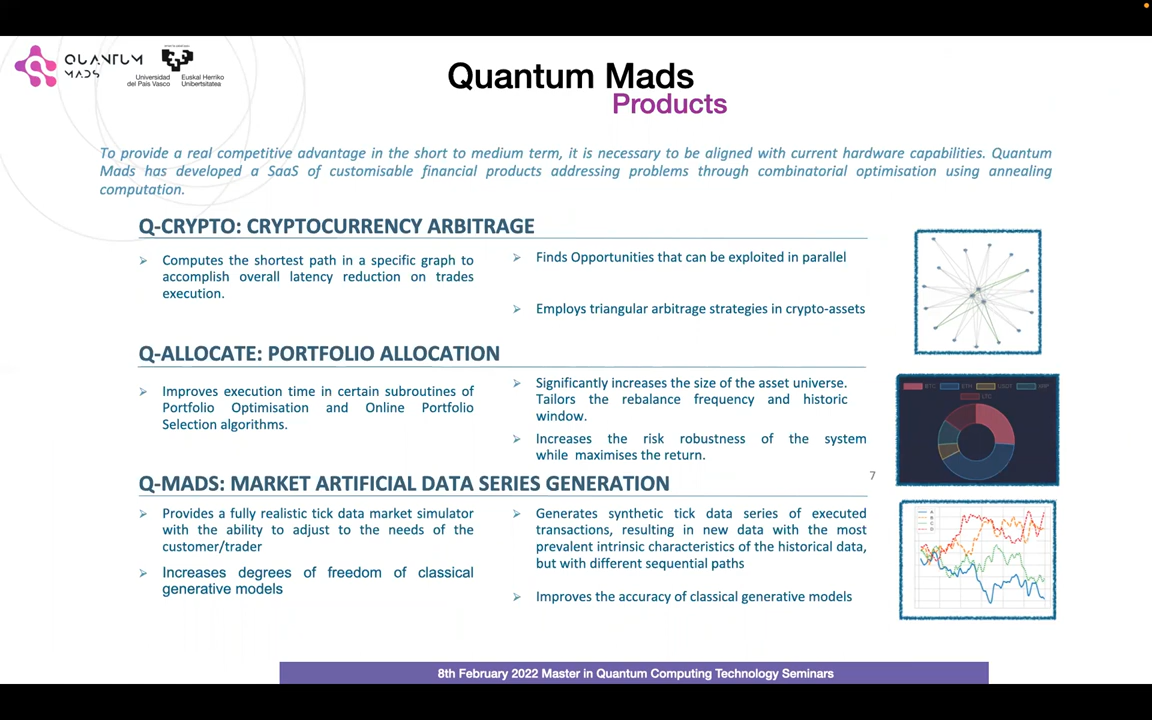 QUANTUM
MADS
Universidad
del País Vasco
Euskal Herriko
Unibertsitatea
Quantum Mads
Products
To provide a real competitive advantage in the short to medium term, it is necessary to be aligned with current hardware capabilities. Quantum
Mads has developed a SaaS of customisable financial products addressing problems through combinatorial optimisation using annealing
computation.
Q-CRYPTO: CRYPTOCURRENCY ARBITRAGE
➢ Computes the shortest path in a specific graph to
accomplish overall latency reduction on trades
execution.
➢ Finds Opportunities that can be exploited in parallel
➢ Employs triangular arbitrage strategies in crypto-assets
Q-ALLOCATE: PORTFOLIO ALLOCATION
➢ Improves execution time in certain subroutines of
Portfolio Optimisation and Online Portfolio
Selection algorithms.
➢ Significantly increases the size of the asset universe.
Tailors the rebalance frequency and historic
window.
➢ Increases the risk robustness of the system
while maximises the return.
BTC ETH USDT XRP
LTC
7
Q-MADS: MARKET ARTIFICIAL DATA SERIES GENERATION
➢ Provides a fully realistic tick data market simulator
with the ability to adjust to the needs of the
customer/trader
➢ Increases degrees of freedom of classical
generative models
➢ Generates synthetic tick data series of executed
transactions, resulting in new data with the most
prevalent intrinsic characteristics of the historical data,
but with different sequential paths
➢ Improves the accuracy of classical generative models
A
B
C
D
8th February 2022 Master in Quantum Computing Technology Seminars